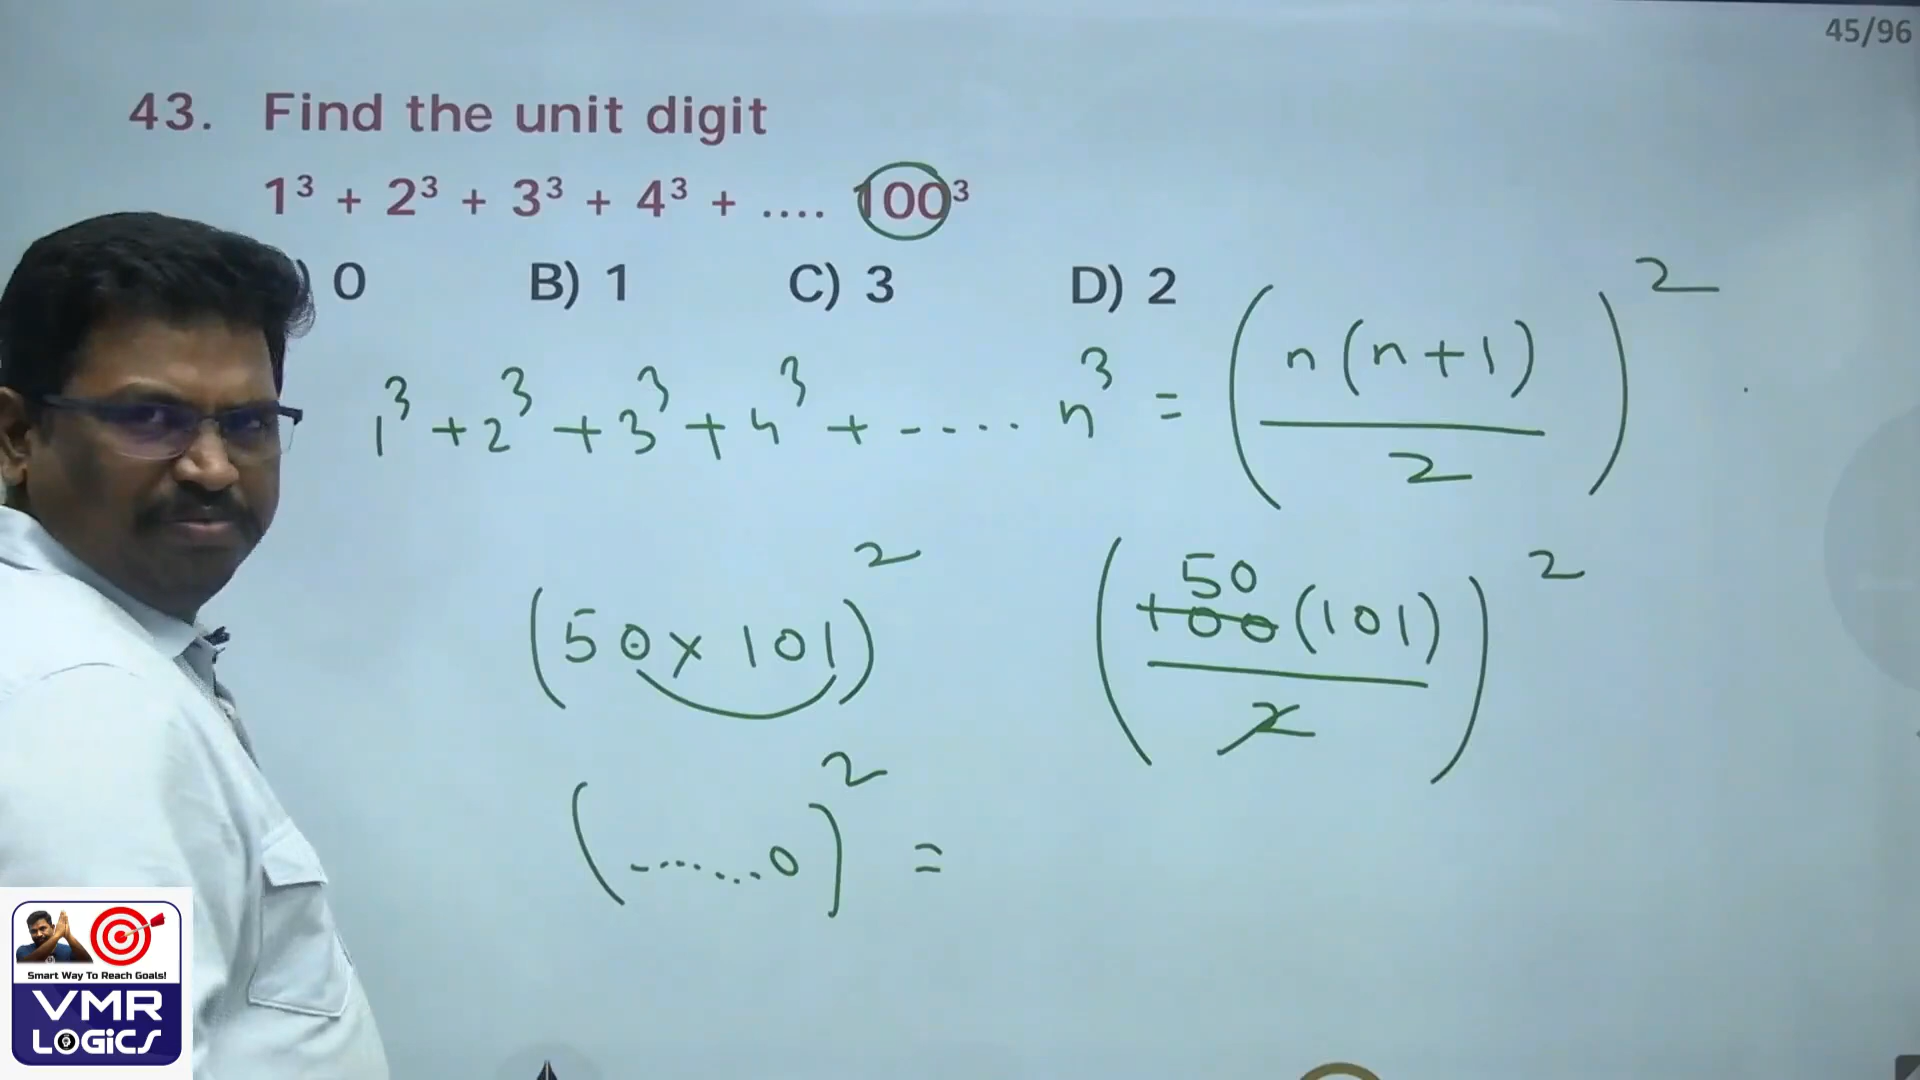 45/96
43. Find the unit digit
1³ + 2³ + 3³ + 4³ + .... 100³
) 0 B) 1 C) 3 D) 2
1³ + 2³ + 3³ + 4³ + ---.... n³ = (n(n+1)/2)²
(50 × 101)² (50 100(101)/2)²
(........0)² =
Smart Way To Reach Goals!
VMR
LOGiCS